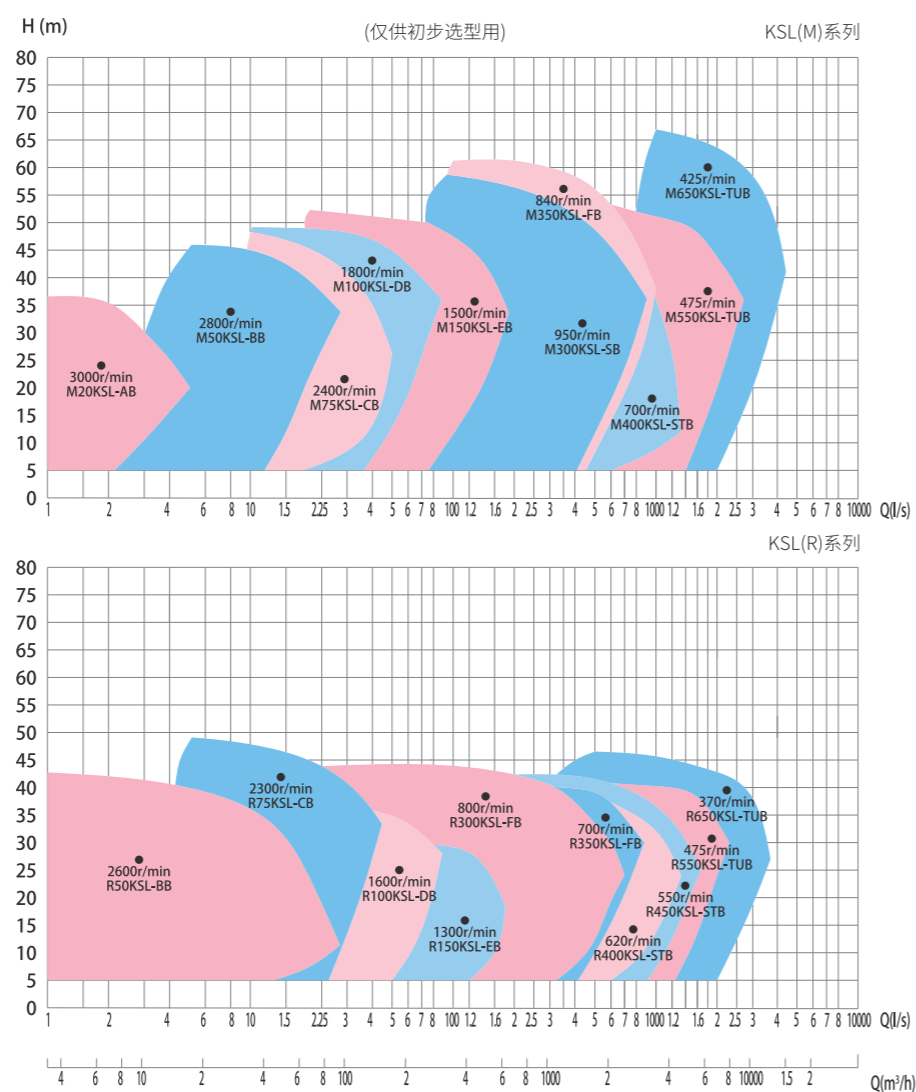 H (m)
(仅供初步选型用)
KSL(M)系列
80
75
70
65
60
55
50
45
40
35
30
25
20
15
10
5
0
425r/min
M650KSL-TUB
840r/min
M350KSL-FB
1800r/min
M100KSL-DB
475r/min
M550KSL-TUB
1500r/min
M150KSL-EB
2800r/min
M50KSL-BB
950r/min
M300KSL-SB
3000r/min
M20KSL-AB
2400r/min
M75KSL-CB
700r/min
M400KSL-STB
1 2 4 6 8 10 1.5 2 2.5 3 4 5 6 7 8 100 1.2 1.6 2 2.5 3 4 5 6 7 8 1000 1.2 1.6 2 2.5 3 4 5 6 7 8 10000 Q(l/s)
KSL(R)系列
80
75
70
65
60
55
50
45
40
35
30
25
20
15
10
5
0
2300r/min
R75KSL-CB
370r/min
R650KSL-TUB
800r/min
R300KSL-FB
700r/min
R350KSL-FB
475r/min
R550KSL-TUB
2600r/min
R50KSL-BB
1600r/min
R100KSL-DB
550r/min
R450KSL-STB
1300r/min
R150KSL-EB
620r/min
R400KSL-STB
1 2 4 6 8 10 1.5 2 2.5 3 4 5 6 7 8 100 1.2 1.6 2 2.5 3 4 5 6 7 8 1000 1.2 1.6 2 2.5 3 4 5 6 7 8 10000 Q(l/s)
4 6 8 10 2 4 6 8 100 2 4 6 8 1000 2 4 6 8 10000 1.5 2 Q(m³/h)